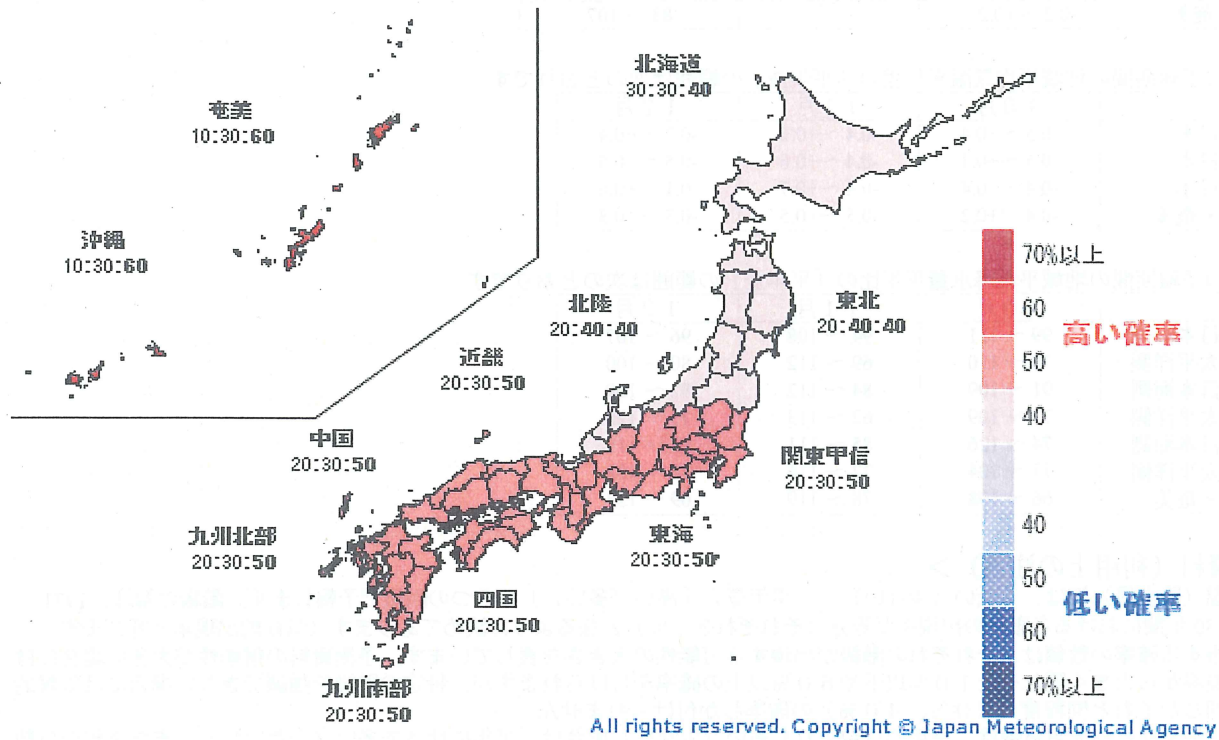 北海道
30:30:40
奄美
10:30:60
沖縄
10:30:60
東北
20:40:40
北陸
20:40:40
近畿
20:30:50
中国
20:30:50
関東甲信
20:30:50
東海
20:30:50
九州北部
20:30:50
四国
20:30:50
九州南部
20:30:50
70%以上
60
高い確率
50
40
40
50
低い確率
60
70%以上
All rights reserved. Copyright © Japan Meteorological Agency